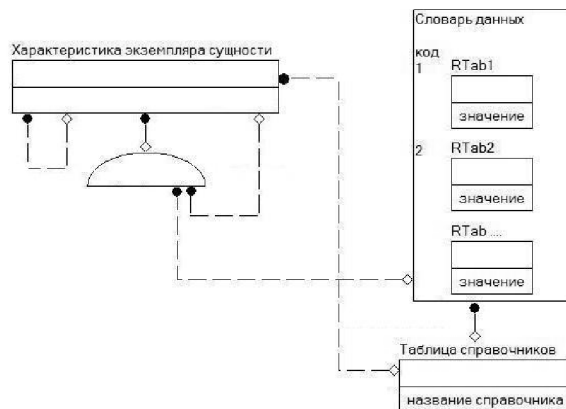 Характеристика экземпляра сущности
Словарь данных
код
1
RTab1
значение
2
RTab2
значение
RTab ....
значение
Таблица справочников
название справочника